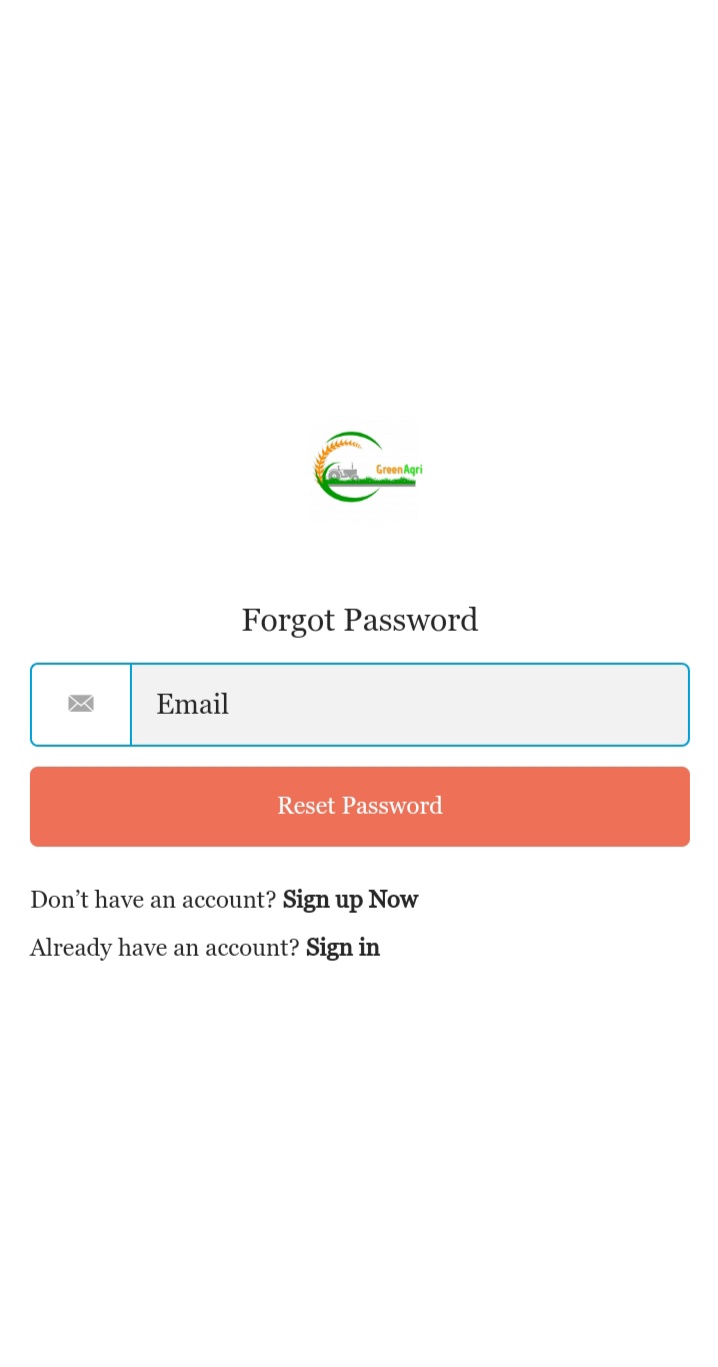 GreenAgri
Forgot Password
Email
Reset Password
Don’t have an account? Sign up Now
Already have an account? Sign in